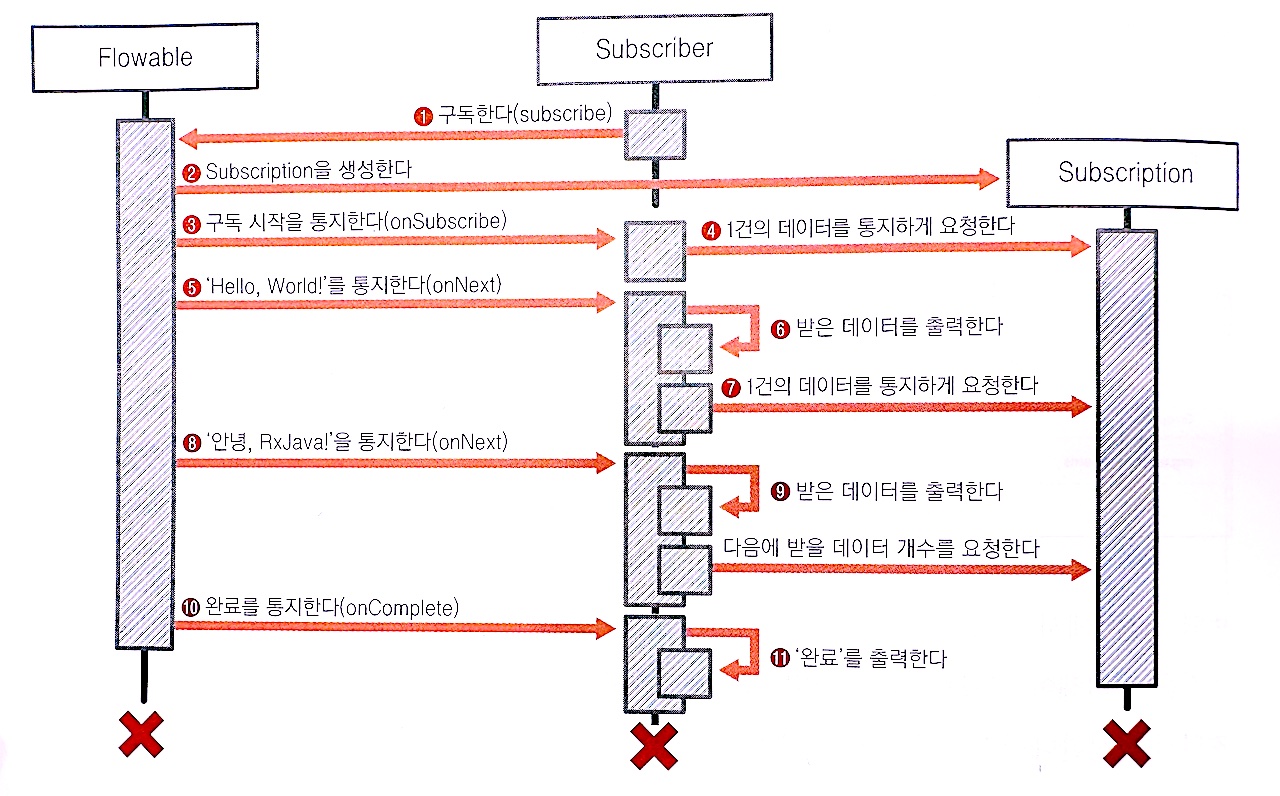 Flowable
Subscriber
❶ 구독한다(subscribe)
❷ Subscription을 생성한다
Subscription
❸ 구독 시작을 통지한다(onSubscribe)
❹ 1건의 데이터를 통지하게 요청한다
❺ ‘Hello, World!’를 통지한다(onNext)
❻ 받은 데이터를 출력한다
❼ 1건의 데이터를 통지하게 요청한다
❽ ‘안녕, RxJava!’을 통지한다(onNext)
❾ 받은 데이터를 출력한다
다음에 받을 데이터 개수를 요청한다
❿ 완료를 통지한다(onComplete)
⓫ ‘완료’를 출력한다